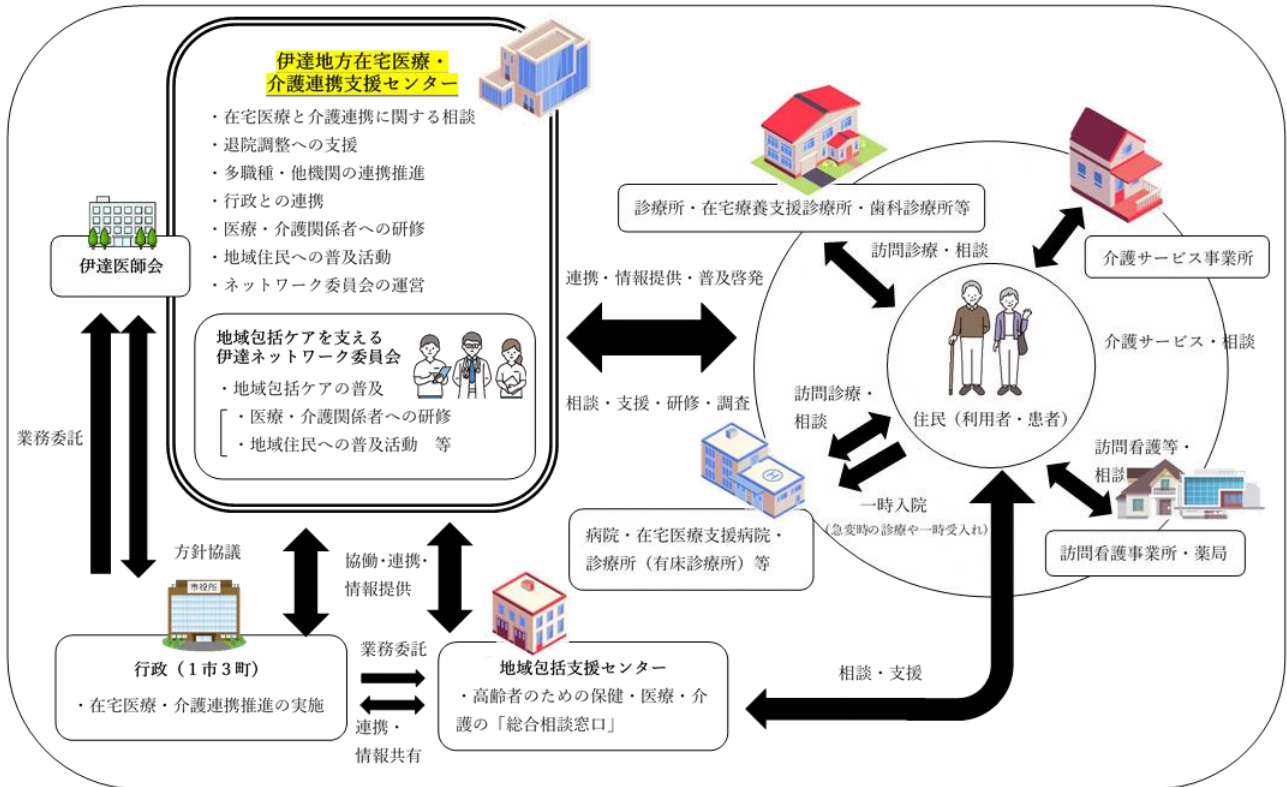 伊達地方在宅医療・
介護連携支援センター
・在宅医療と介護連携に関する相談
・退院調整への支援
・多職種・他機関の連携推進
・行政との連携
・医療・介護関係者への研修
・地域住民への普及活動
・ネットワーク委員会の運営
地域包括ケアを支える
伊達ネットワーク委員会
・地域包括ケアの普及
・医療・介護関係者への研修
・地域住民への普及活動　等
伊達医師会
業務委託
方針協議
市役所
行政（１市３町）
・在宅医療・介護連携推進の実施
協働・連携・
情報提供
業務委託
連携・
情報共有
地域包括支援センター
・高齢者のための保健・医療・介
護の「総合相談窓口」
連携・情報提供・普及啓発
相談・支援・研修・調査
診療所・在宅療養支援診療所・歯科診療所等
訪問診療・相談
介護サービス事業所
介護サービス・相談
住民（利用者・患者）
訪問診療・
相談
H
一時入院
（急変時の診療や一時受入れ）
病院・在宅医療支援病院・
診療所（有床診療所）等
訪問看護等・
相談
訪問看護事業所・薬局
相談・支援